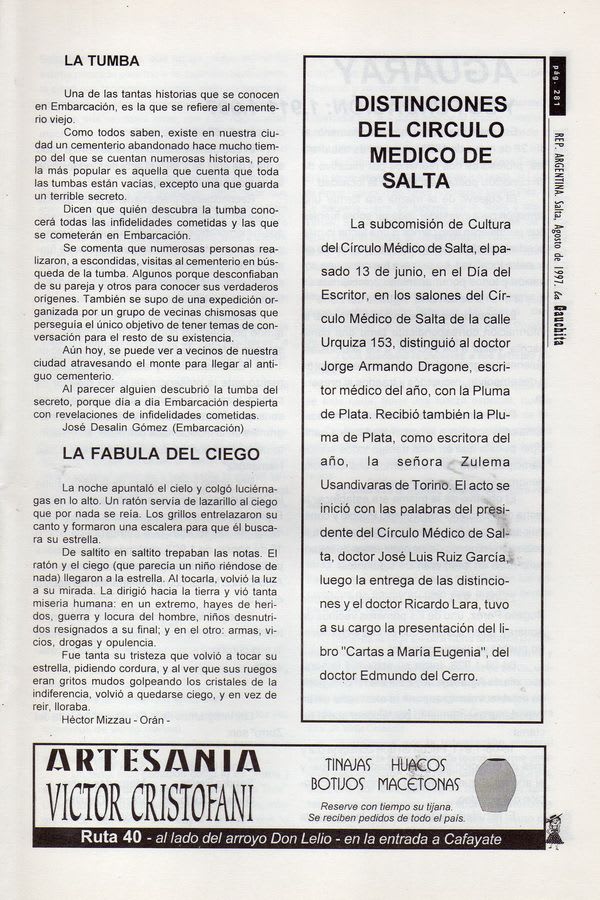 LA TUMBA
Una de las tantas historias que se conocen
en Embarcación, es la que se refiere al cemente-
rio viejo.
Como todos saben, existe en nuestra ciu-
dad un cementerio abandonado hace mucho tiem-
po del que se cuentan numerosas historias, pero
la más popular es aquella que cuenta que toda
las tumbas están vacías, excepto una que guarda
un terrible secreto.
Dicen que quién descubra la tumba cono-
cerá todas las infidelidades cometidas y las que
se cometerán en Embarcación.
Se comenta que numerosas personas rea-
lizaron, a escondidas, visitas al cementerio en bús-
queda de la tumba. Algunos porque desconfiaban
de su pareja y otros para conocer sus verdaderos
orígenes. También se supo de una expedición or-
ganizada por un grupo de vecinas chismosas que
perseguía el único objetivo de tener temas de con-
versación para el resto de su existencia.
Aún hoy, se puede ver a vecinos de nuestra
ciudad atravesando el monte para llegar al anti-
guo cementerio.
Al parecer alguien descubrió la tumba del
secreto, porque día a día Embarcación despierta
con revelaciones de infidelidades cometidas.
José Desalin Gómez (Embarcación)
LA FABULA DEL CIEGO
La noche apuntaló el cielo y colgó luciérna-
gas en lo alto. Un ratón servía de lazarillo al ciego
que por nada se reía. Los grillos entrelazaron su
canto y formaron una escalera para que él busca-
ra su estrella.
De saltito en saltito trepaban las notas. El
ratón y el ciego (que parecía un niño riéndose de
nada) llegaron a la estrella. Al tocarla, volvió la luz
a su mirada. La dirigió hacia la tierra y vió tanta
miseria humana: en un extremo, hayes de heri-
dos, guerra y locura del hombre, niños desnutri-
dos resignados a su final; y en el otro: armas, vi-
cios, drogas y opulencia.
Fue tanta su tristeza que volvió a tocar su
estrella, pidiendo cordura, y al ver que sus ruegos
eran gritos mudos golpeando los cristales de la
indiferencia, volvió a quedarse ciego, y en vez de
reir, lloraba.
Héctor Mizzau - Orán -
DISTINCIONES
DEL CIRCULO
MEDICO DE
SALTA
La subcomisión de Cultura
del Círculo Médico de Salta, el pa-
sado 13 de junio, en el Día del
Escritor, en los salones del Cír-
culo Médico de Salta de la calle
Urquiza 153, distinguió al doctor
Jorge Armando Dragone, escri-
tor médico del año, con la Pluma
de Plata. Recibió también la Plu-
ma de Plata, como escritora del
año, la señora Zulema
Usandivaras de Torino. El acto se
inició con las palabras del presi-
dente del Círculo Médico de Sal-
ta, doctor José Luis Ruiz García,
luego la entrega de las distincio-
nes y el doctor Ricardo Lara, tuvo
a su cargo la presentación del li-
bro "Cartas a María Eugenia", del
doctor Edmundo del Cerro.
pág. 281
REP. ARGENTINA. Salta, Agosto de 1997. La Gauchita
ARTESANIA
VICTOR CRISTOFANI
TINAJAS HUACOS
BOTIJOS MACETONAS
Reserve con tiempo su tijana.
Se reciben pedidos de todo el país.
Ruta 40 - al lado del arroyo Don Lelio - en la entrada a Cafayate